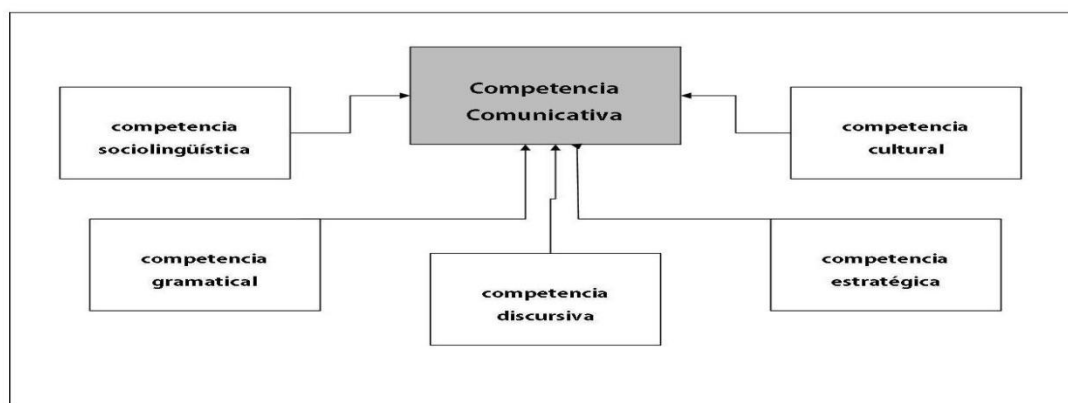 Competencia
Comunicativa
competencia
sociolingüística
competencia
cultural
competencia
gramatical
competencia
discursiva
competencia
estratégica